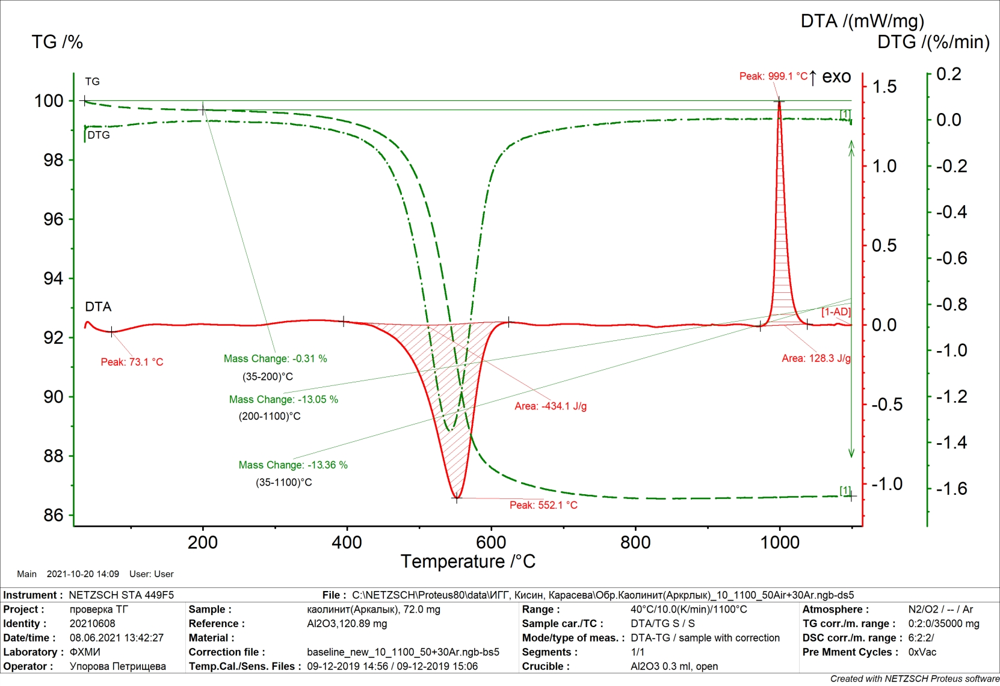 DTA /(mW/mg)
TG /%
DTG /(%/min)
Peak: 999.1 °C
↑ exo
TG
DTG
[1]
100
98
96
94
92
90
88
86
1.5
1.0
0.5
0.0
-0.5
-1.0
0.2
0.0
-0.2
-0.4
-0.6
-0.8
-1.0
-1.2
-1.4
-1.6
DTA
[1-AD]
Peak: 73.1 °C
Mass Change: -0.31 %
(35-200)°C
Area: 128.3 J/g
Mass Change: -13.05 %
(200-1100)°C
Area: -434.1 J/g
Mass Change: -13.36 %
(35-1100)°C
[1]
Peak: 552.1 °C
200
400
600
800
1000
Temperature /°C
Main 2021-10-20 14:09 User: User
Instrument : NETZSCH STA 449F5 File : C:\NETZSCH\Proteus80\data\ИГГ, Кисин, Карасева\Обр.Каолинит(Аркрлык)_10_1100_50Air+30Ar.ngb-ds5
Project : проверка ТГ Sample : каолинит(Аркалык), 72.0 mg Range : 40°C/10.0(K/min)/1100°C Atmosphere : N2/O2 / -- / Ar
Identity : 20210608 Reference : Al2O3,120.89 mg Sample car./TC : DTA/TG S / S TG corr./m. range : 0:2:0/35000 mg
Date/time : 08.06.2021 13:42:27 Material : Mode/type of meas. : DTA-TG / sample with correction DSC corr./m. range : 6:2:2/
Laboratory : ФХМИ Correction file : baseline_new_10_1100_50+30Ar.ngb-bs5 Segments : 1/1 Pre Mment Cycles : 0xVac
Operator : Упорова Петрищева Temp.Cal./Sens. Files : 09-12-2019 14:56 / 09-12-2019 15:06 Crucible : Al2O3 0.3 ml, open
Created with NETZSCH Proteus software